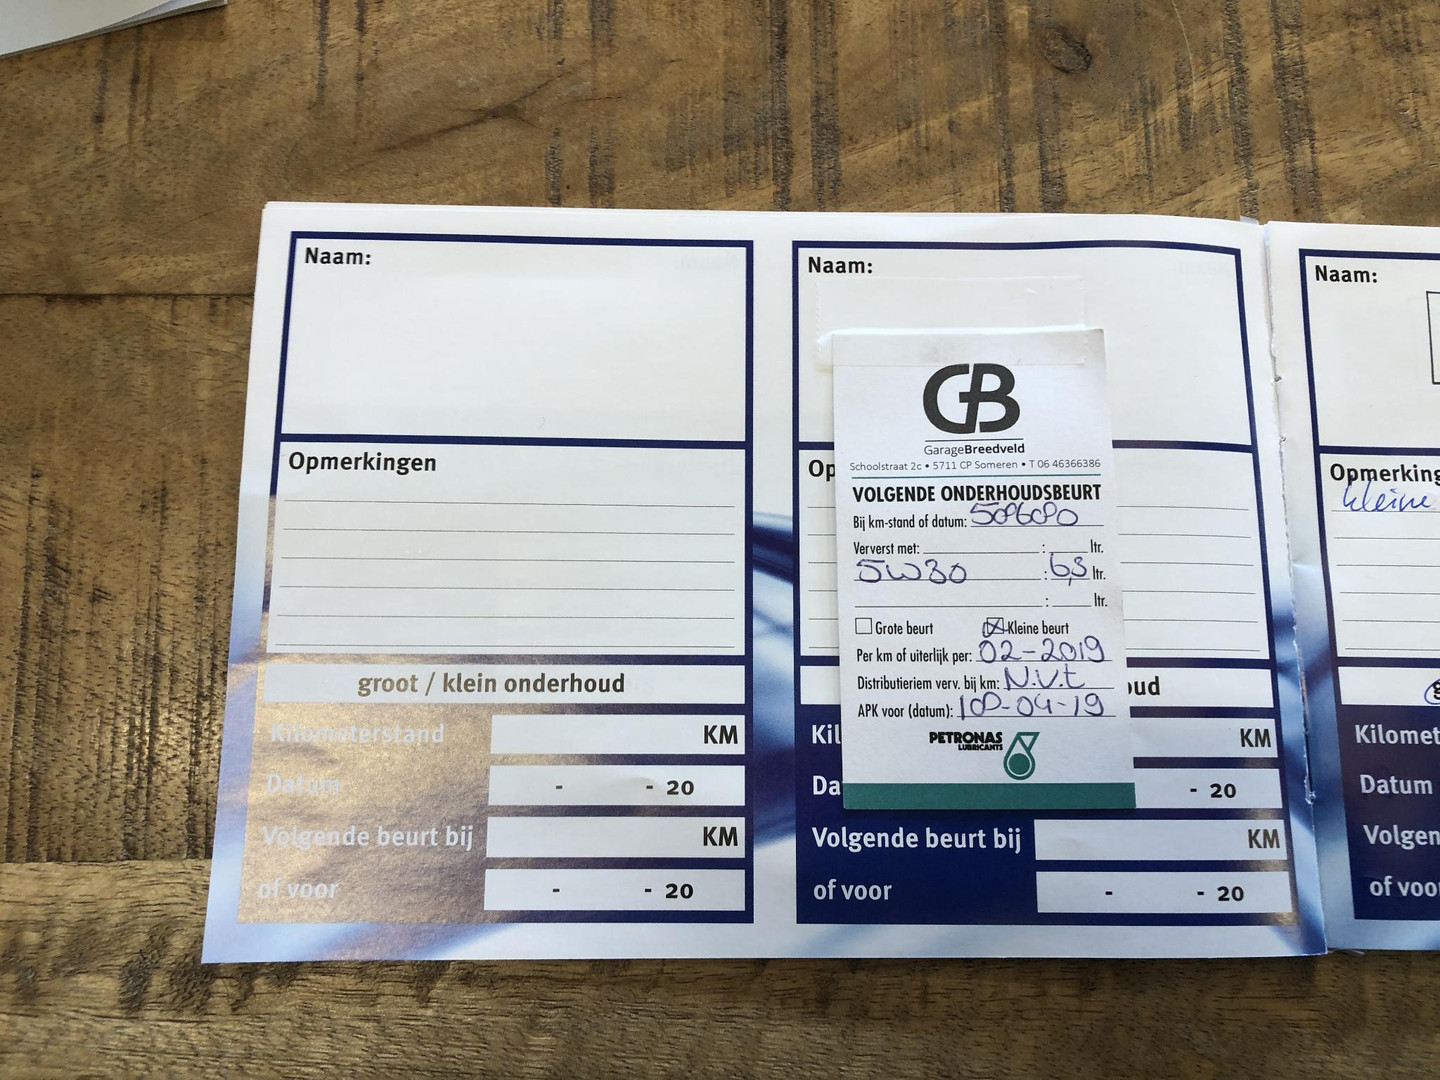 Naam:
Opmerkingen
groot / klein onderhoud
Kilometerstand KM
Datum - - 20
Volgende beurt bij KM
of voor - - 20
Naam:
Op
GB
GarageBreedveld
Schoolstraat 2c • 5711 CP Someren • T 06 46366386
VOLGENDE ONDERHOUDSBEURT
Bij km-stand of datum: 58680
Ververst met: : ltr.
5W30 : 6,3 ltr.
: ltr.
Grote beurt Kleine beurt
Per km of uiterlijk per: 02-2019
Distributieriem verv. bij km: N.v.t
APK voor (datum): 18-04-19
PETRONAS
LUBRICANTS
oud
Kil KM
Da - 20
Volgende beurt bij KM
of voor - - 20
Naam:
Opmerking
kleine
Kilomet
Datum
Volgen
of voo